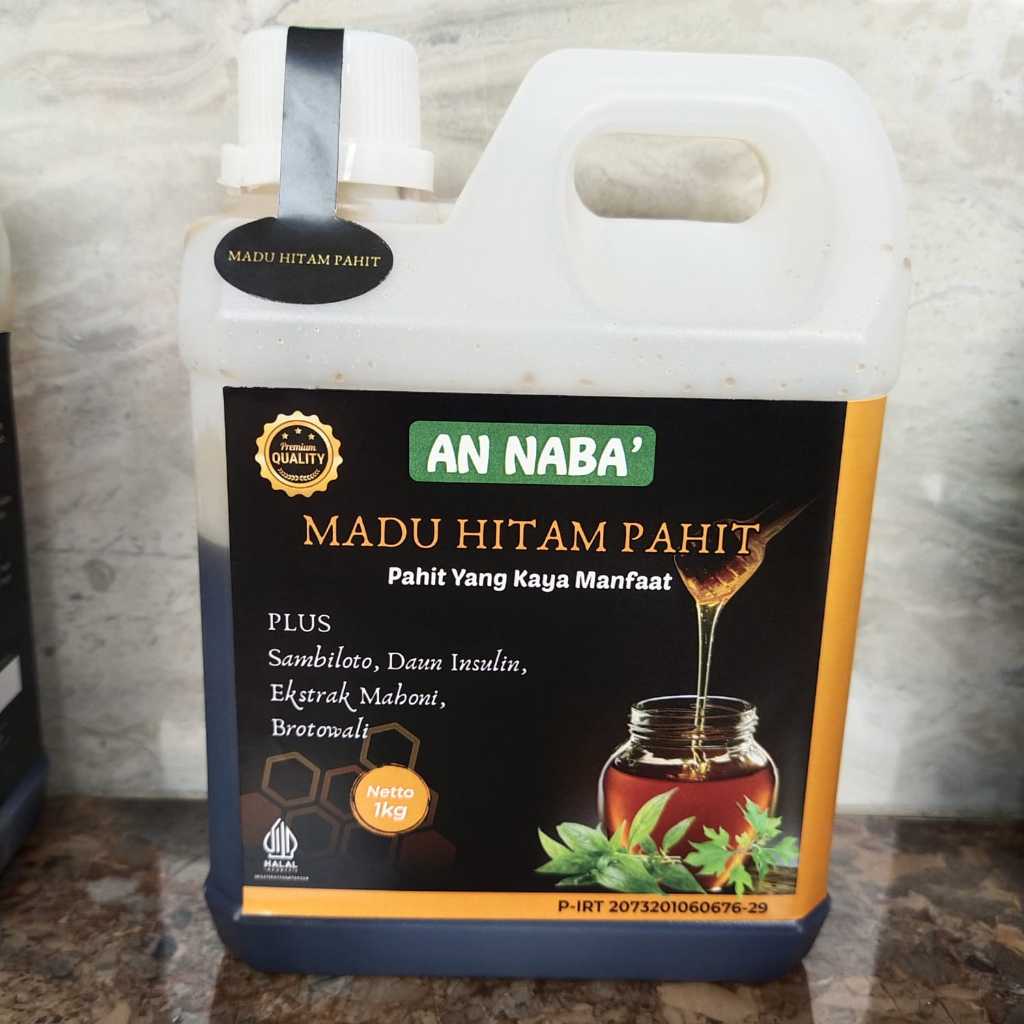 MADU HITAM PAHIT
Premium
QUALITY
AN NABA'
MADU HITAM PAHIT
Pahit Yang Kaya Manfaat
PLUS
Sambiloto, Daun Insulin,
Ekstrak Mahoni,
Brotowali
Netto
1kg
HALAL
P-IRT 2073201060676-29